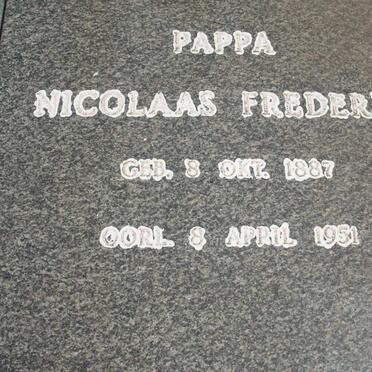 PAPPA
NICOLAAS FREDER
GEB. 8 OKT. 1887
OORL. 8 APRIL 1951